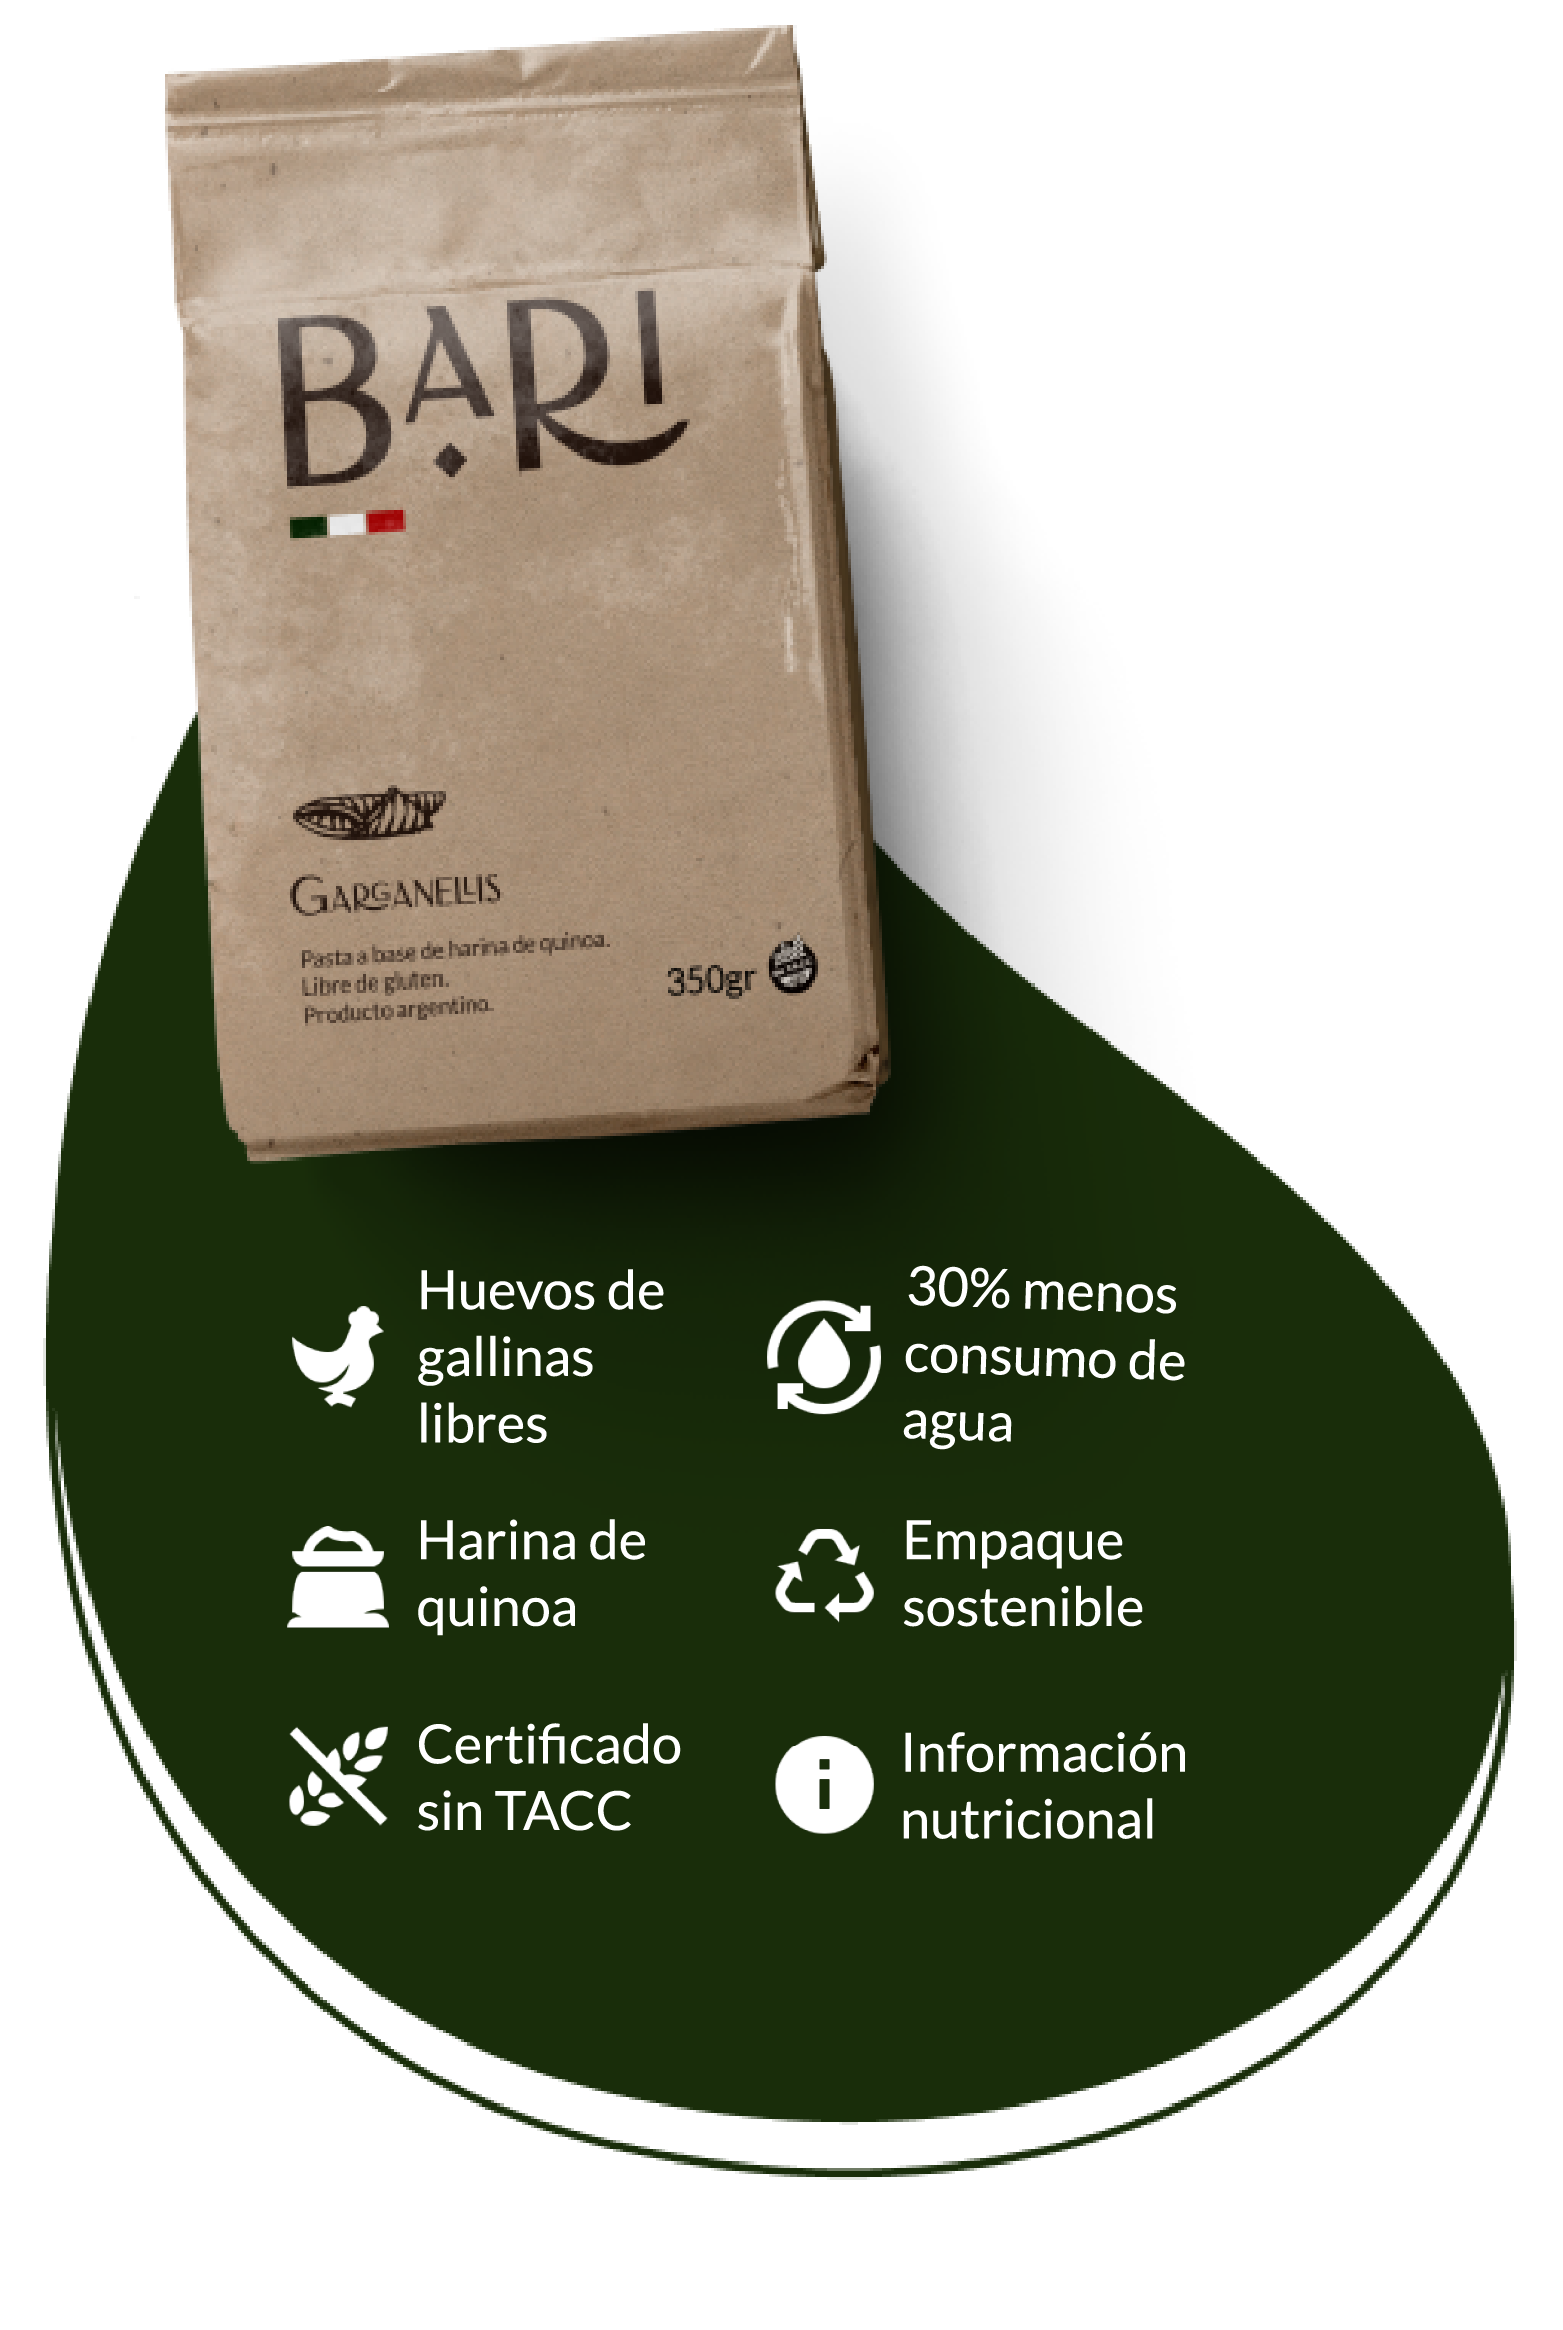 BARI
GARGANELLIS
Pasta a base de harina de quinoa.
Libre de gluten.
Producto argentino.
350gr
Huevos de
gallinas
libres
30% menos
consumo de
agua
Harina de
quinoa
Empaque
sostenible
Certificado
sin TACC
Información
nutricional